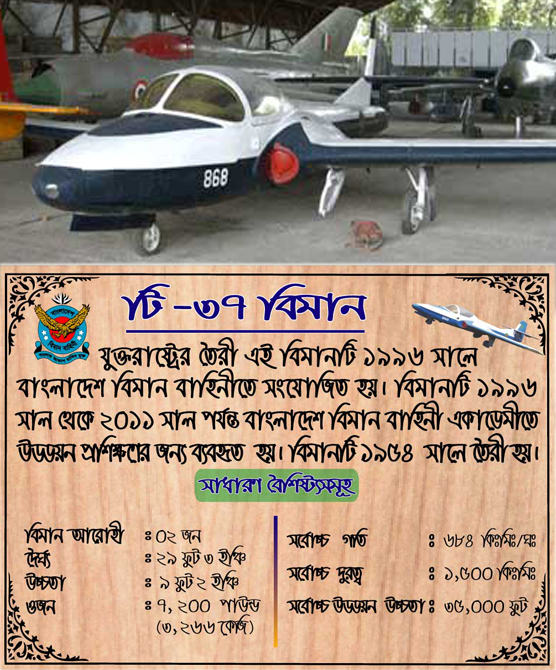 868
টি -৩৭ বিমান
যুক্তরাষ্ট্রের তৈরী এই বিমানটি ১৯৯৬ সালে
বাংলাদেশ বিমান বাহিনীতে সংযোজিত হয়। বিমানটি ১৯৯৬
সাল থেকে ২০১১ সাল পর্যন্ত বাংলাদেশ বিমান বাহিনী একাডেমীতে
উড্ডয়ন প্রশিক্ষণের জন্য ব্যবহৃত হয়। বিমানটি ১৯৫৪ সালে তৈরী হয়।
সাধারণ বৈশিষ্ট্যসমূহ
বিমান আরোহী : ০২ জন
দৈর্ঘ্য : ২৯ ফুট ৩ ইঞ্চি
উচ্চতা : ৯ ফুট ২ ইঞ্চি
ওজন : ৭,২০০ পাউন্ড
(৩,২৬৬ কেজি)
সর্বোচ্চ গতি : ৬৮৪ কিঃমিঃ/ঘঃ
সর্বোচ্চ দুরত্ব : ১,৫০০ কিঃমিঃ
সর্বোচ্চ উড্ডয়ন উচ্চতা : ৩৫,০০০ ফুট